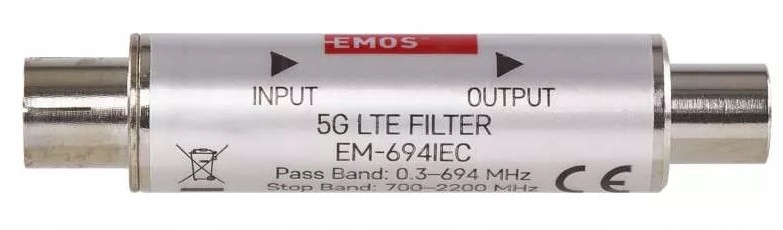 EMOS
INPUT OUTPUT
5G LTE FILTER
EM-694IEC
Pass Band: 0.3–694 MHz
Stop Band: 700–2200 MHz
CE